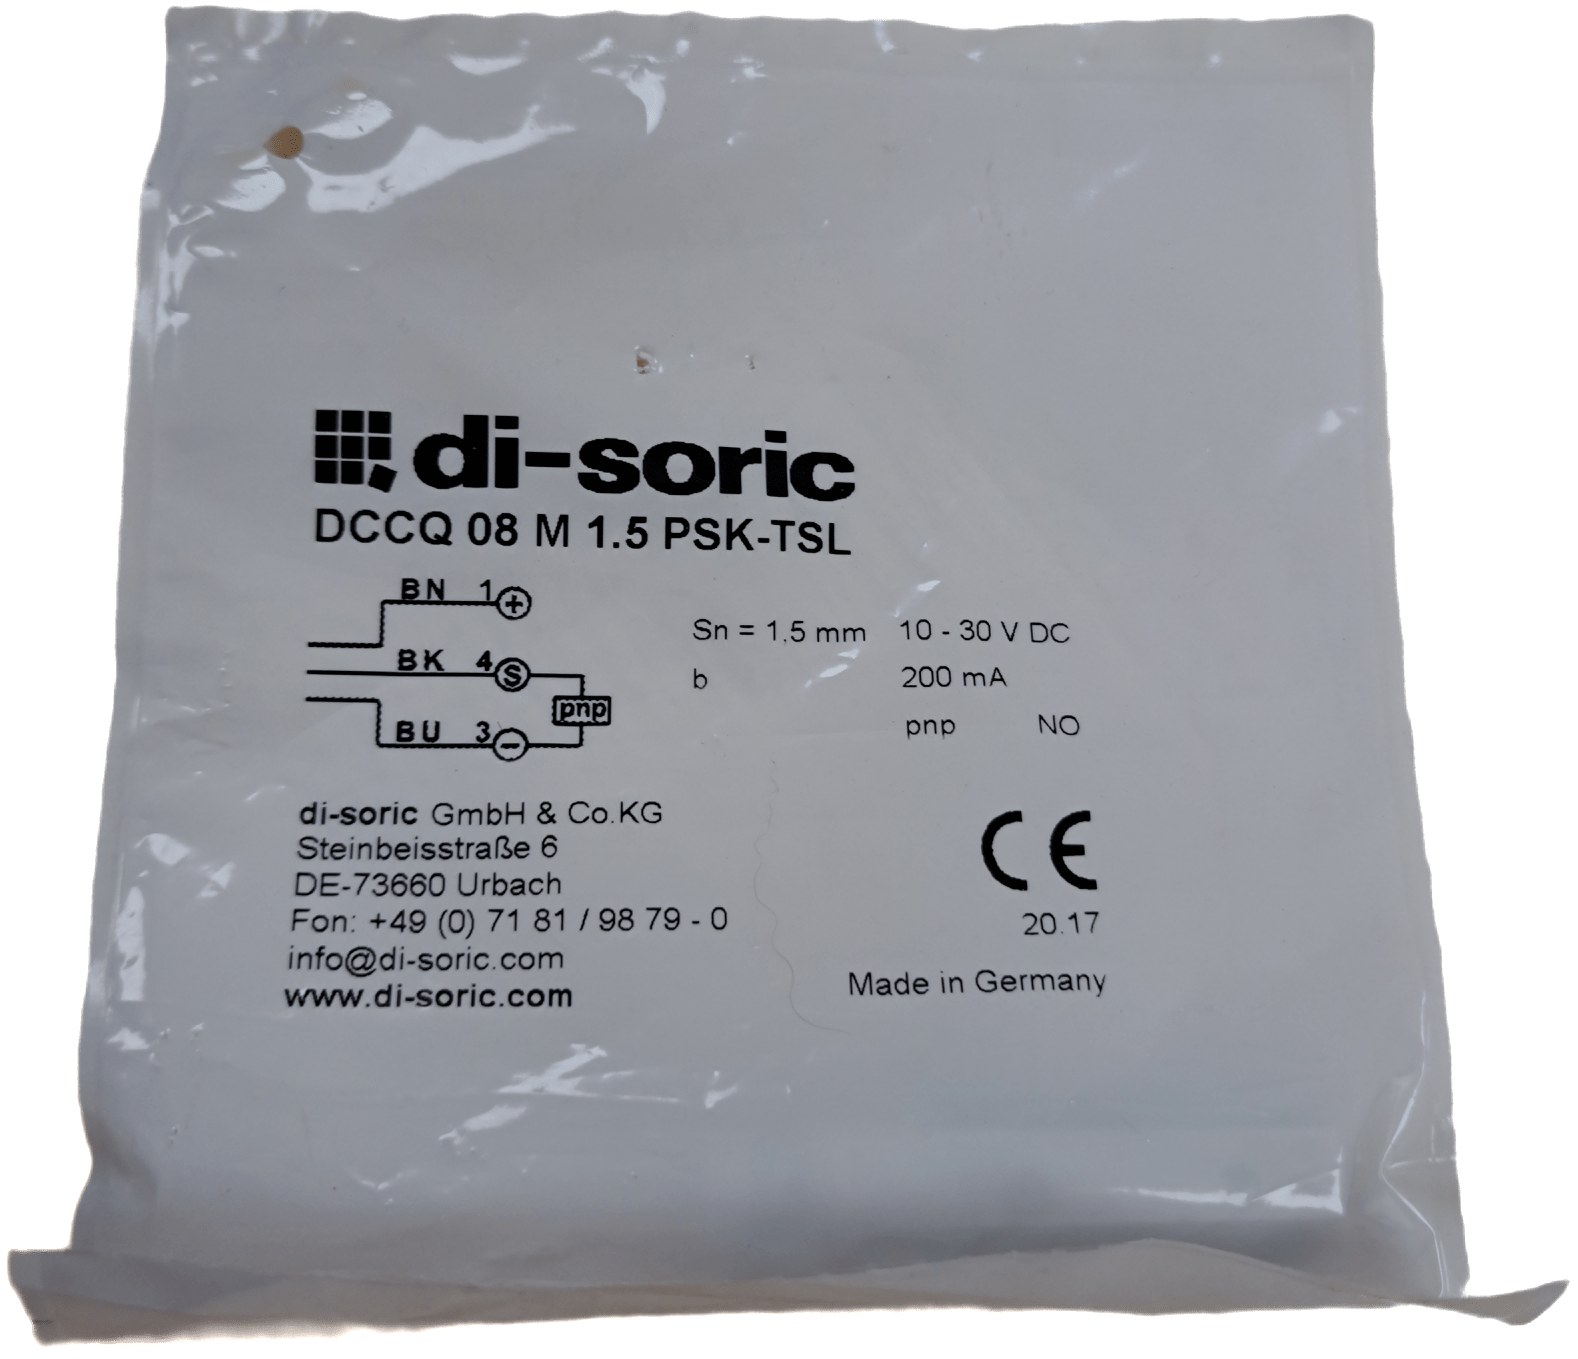 di-soric
DCCQ 08 M 1.5 PSK-TSL
BN 1 +
BK 4 S
pnp
BU 3 -
Sn = 1,5 mm 10 - 30 V DC
b 200 mA
pnp NO
di-soric GmbH & Co.KG
Steinbeisstraße 6
DE-73660 Urbach
Fon: +49 (0) 71 81 / 98 79 - 0
info@di-soric.com
www.di-soric.com
CE
20.17
Made in Germany